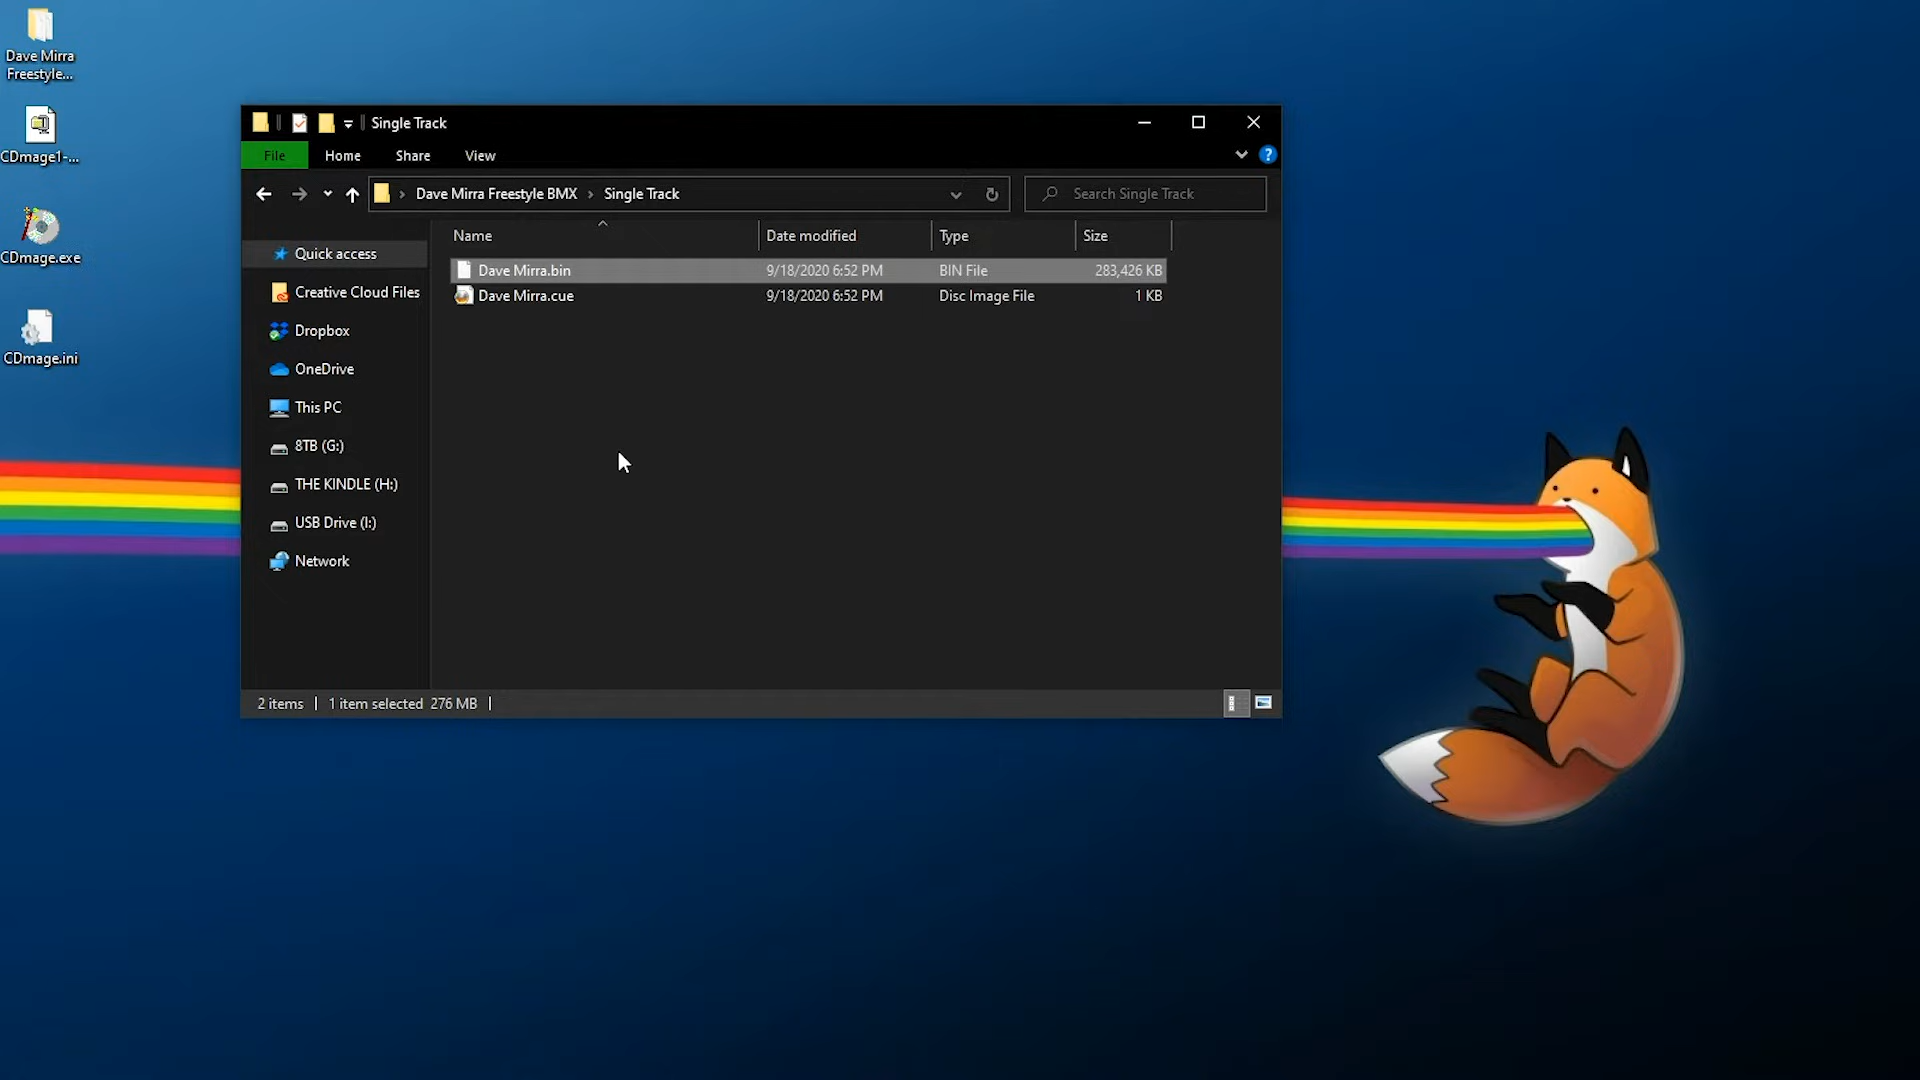 Dave Mirra
Freestyle...
CDmage1-...
CDmage.exe
CDmage.ini
Single Track
File Home Share View
Dave Mirra Freestyle BMX Single Track
Search Single Track
Name Date modified Type Size
Dave Mirra.bin 9/18/2020 6:52 PM BIN File 283,426 KB
Dave Mirra.cue 9/18/2020 6:52 PM Disc Image File 1 KB
Quick access
Creative Cloud Files
Dropbox
OneDrive
This PC
8TB (G:)
THE KINDLE (H:)
USB Drive (I:)
Network
2 items 1 item selected 276 MB